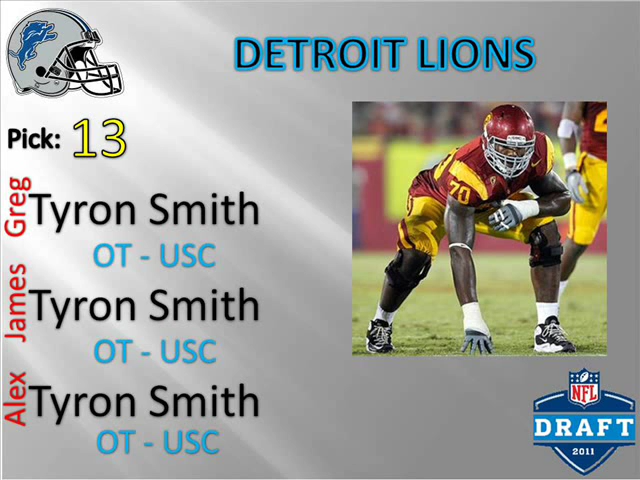 DETROIT LIONS
Pick: 13
Greg
Tyron Smith
OT - USC
James
Tyron Smith
OT - USC
Alex
Tyron Smith
OT - USC
70
NFL
DRAFT
2011